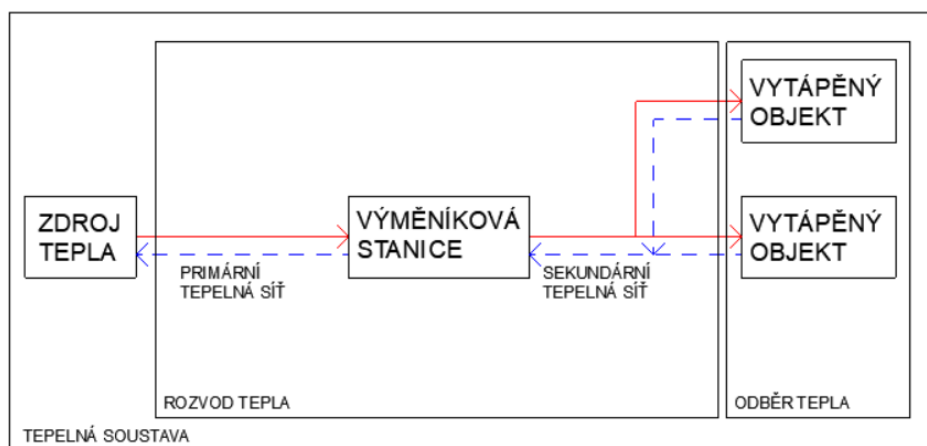 VYTÁPĚNÝ
OBJEKT
ZDROJ
TEPLA
VÝMĚNÍKOVÁ
STANICE
VYTÁPĚNÝ
OBJEKT
PRIMÁRNÍ
TEPELNÁ SÍŤ
SEKUNDÁRNÍ
TEPELNÁ SÍŤ
ROZVOD TEPLA
ODBĚR TEPLA
TEPELNÁ SOUSTAVA